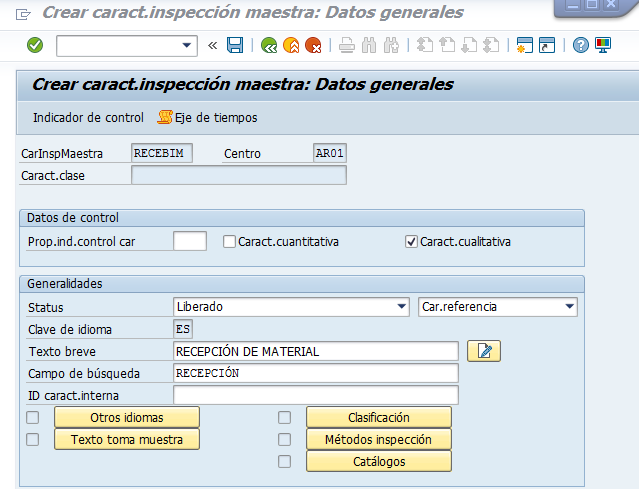 Crear caract.inspección maestra: Datos generales
Crear caract.inspección maestra: Datos generales
Indicador de control Eje de tiempos
CarInspMaestra RECEBIM Centro AR01
Caract.clase
Datos de control
Prop.ind.control car Caract.cuantitativa Caract.cualitativa
Generalidades
Status Liberado Car.referencia
Clave de idioma ES
Texto breve RECEPCIÓN DE MATERIAL
Campo de búsqueda RECEPCIÓN
ID caract.interna
Otros idiomas Clasificación
Texto toma muestra Métodos inspección
Catálogos